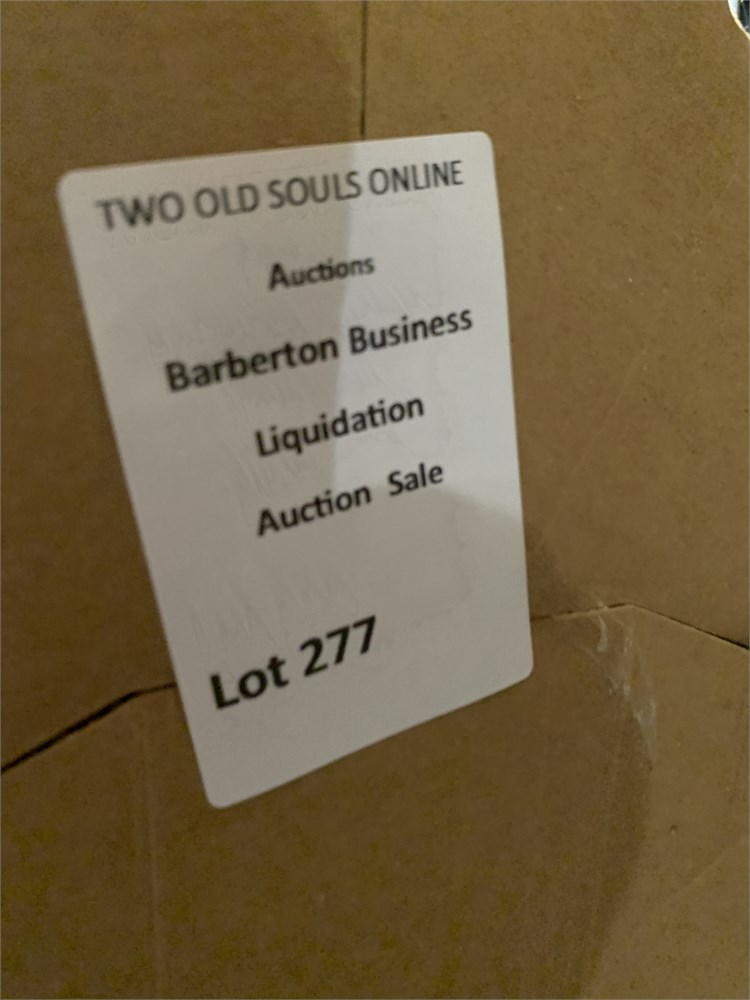 TWO OLD SOULS ONLINE
Auctions
Barberton Business
Liquidation
Auction Sale
Lot 277